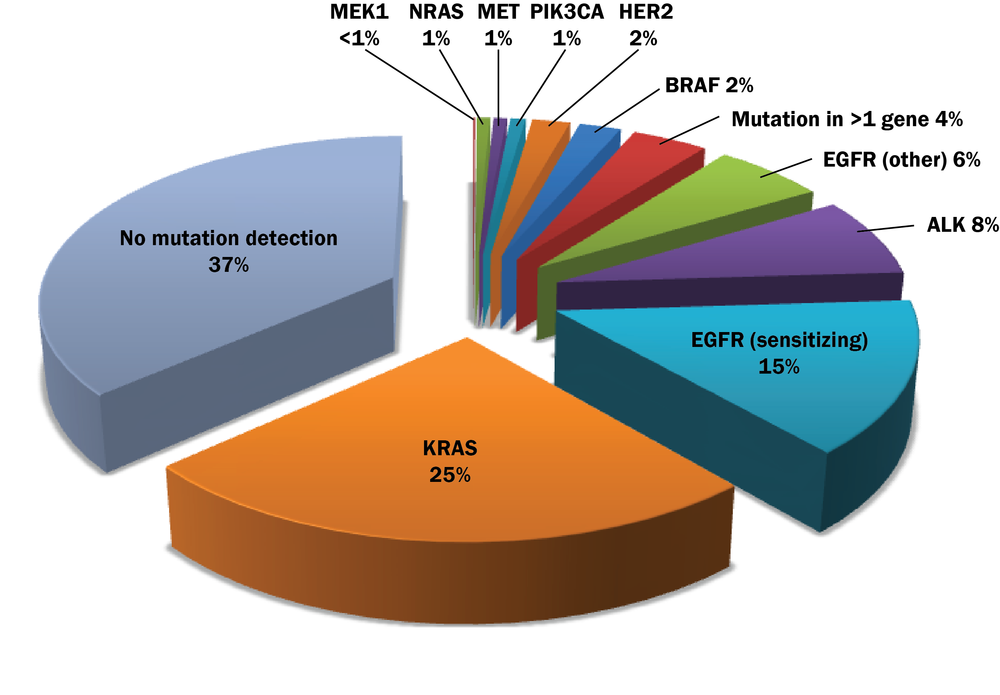 MEK1 NRAS MET PIK3CA HER2
<1% 1% 1% 1% 2%
BRAF 2%
Mutation in >1 gene 4%
EGFR (other) 6%
ALK 8%
No mutation detection
37%
EGFR (sensitizing)
15%
KRAS
25%